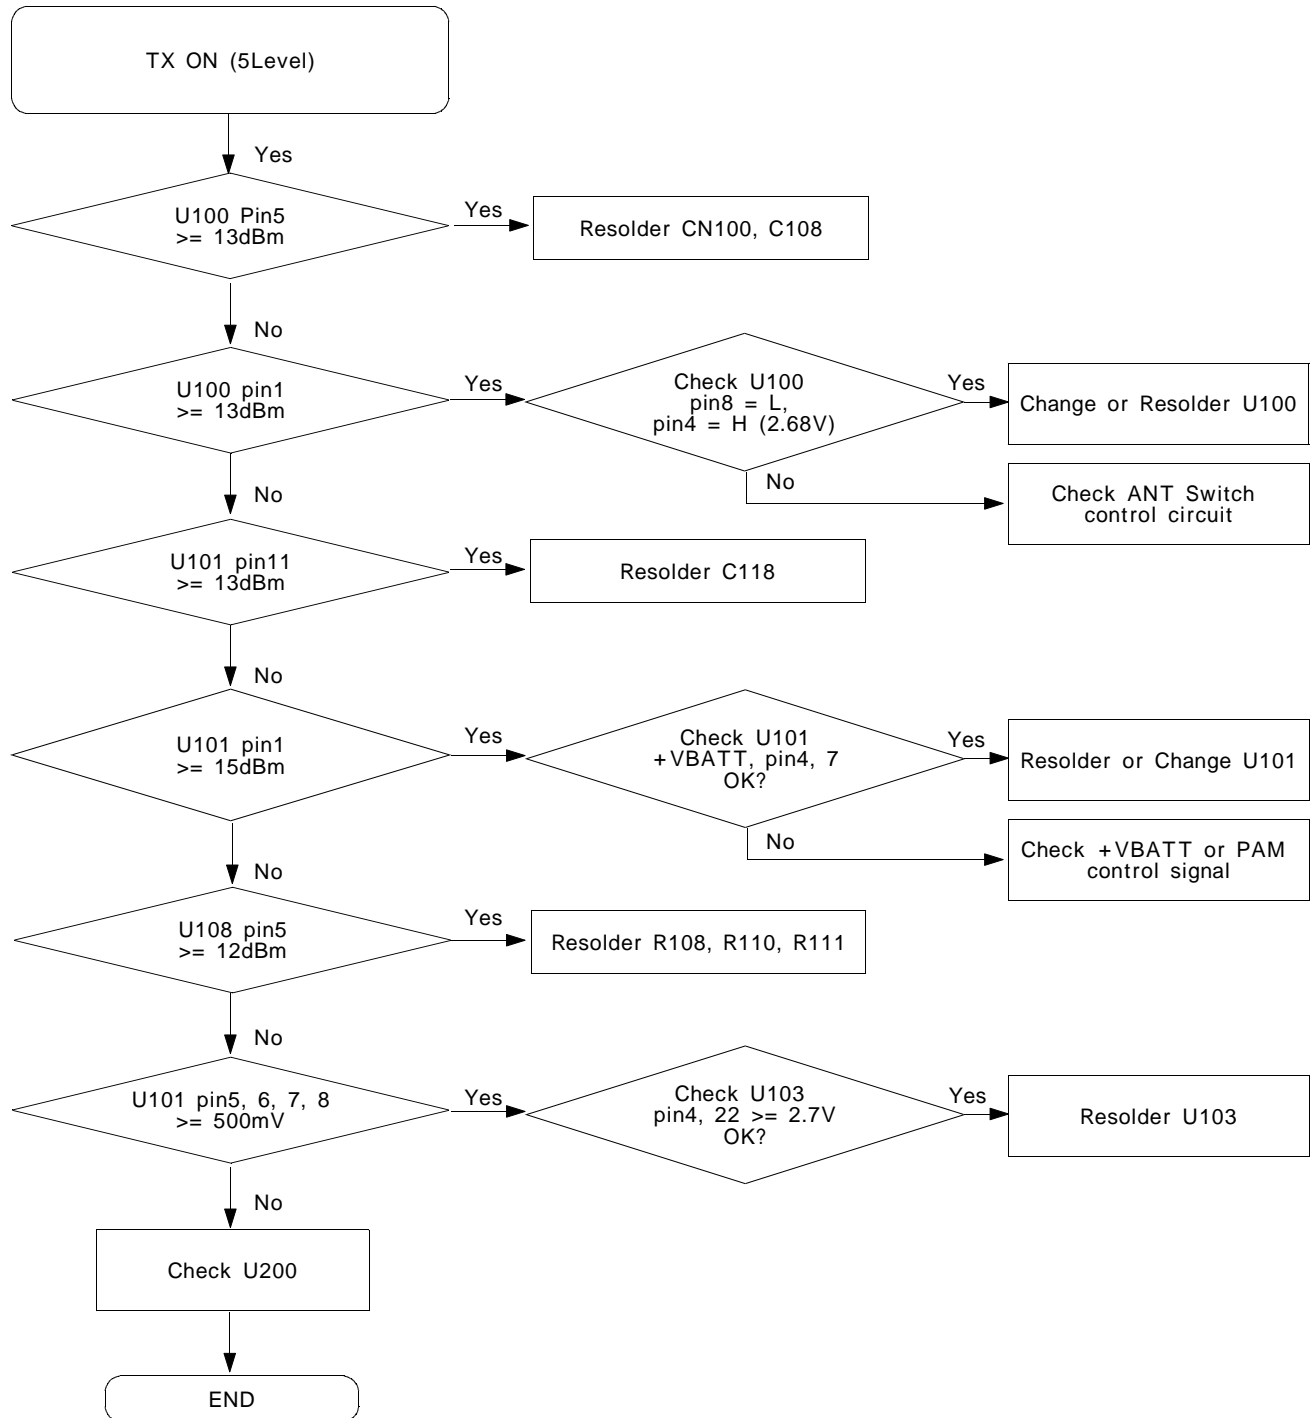 TX ON (5Level)
Yes
U100 Pin5
>= 13dBm
Yes
Resolder CN100, C108
No
U100 pin1
>= 13dBm
Yes
Check U100
pin8 = L,
pin4 = H (2.68V)
Yes
Change or Resolder U100
No
Check ANT Switch
control circuit
No
U101 pin11
>= 13dBm
Yes
Resolder C118
No
U101 pin1
>= 15dBm
Yes
Check U101
+VBATT, pin4, 7
OK?
Yes
Resolder or Change U101
No
Check +VBATT or PAM
control signal
No
U108 pin5
>= 12dBm
Yes
Resolder R108, R110, R111
No
U101 pin5, 6, 7, 8
>= 500mV
Yes
Check U103
pin4, 22 >= 2.7V
OK?
Yes
Resolder U103
No
Check U200
END